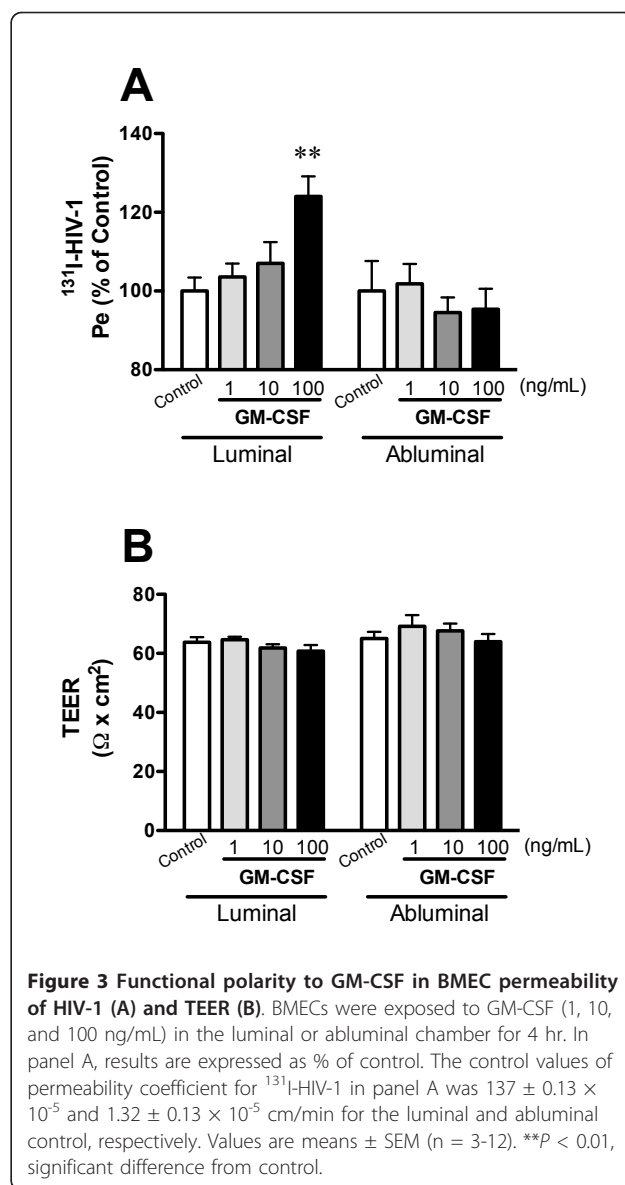 A
140
**
120
100
80
¹³¹I-HIV-1
Pe (% of Control)
Control 1 10 100 Control 1 10 100 (ng/mL)
GM-CSF GM-CSF
Luminal Abluminal
B
80
60
40
20
0
TEER
(Ω x cm²)
Control 1 10 100 Control 1 10 100 (ng/mL)
GM-CSF GM-CSF
Luminal Abluminal
Figure 3 Functional polarity to GM-CSF in BMEC permeability
of HIV-1 (A) and TEER (B). BMECs were exposed to GM-CSF (1, 10,
and 100 ng/mL) in the luminal or abluminal chamber for 4 hr. In
panel A, results are expressed as % of control. The control values of
permeability coefficient for ¹³¹I-HIV-1 in panel A was 137 ± 0.13 ×
10⁻⁵ and 1.32 ± 0.13 × 10⁻⁵ cm/min for the luminal and abluminal
control, respectively. Values are means ± SEM (n = 3-12). **P < 0.01,
significant difference from control.